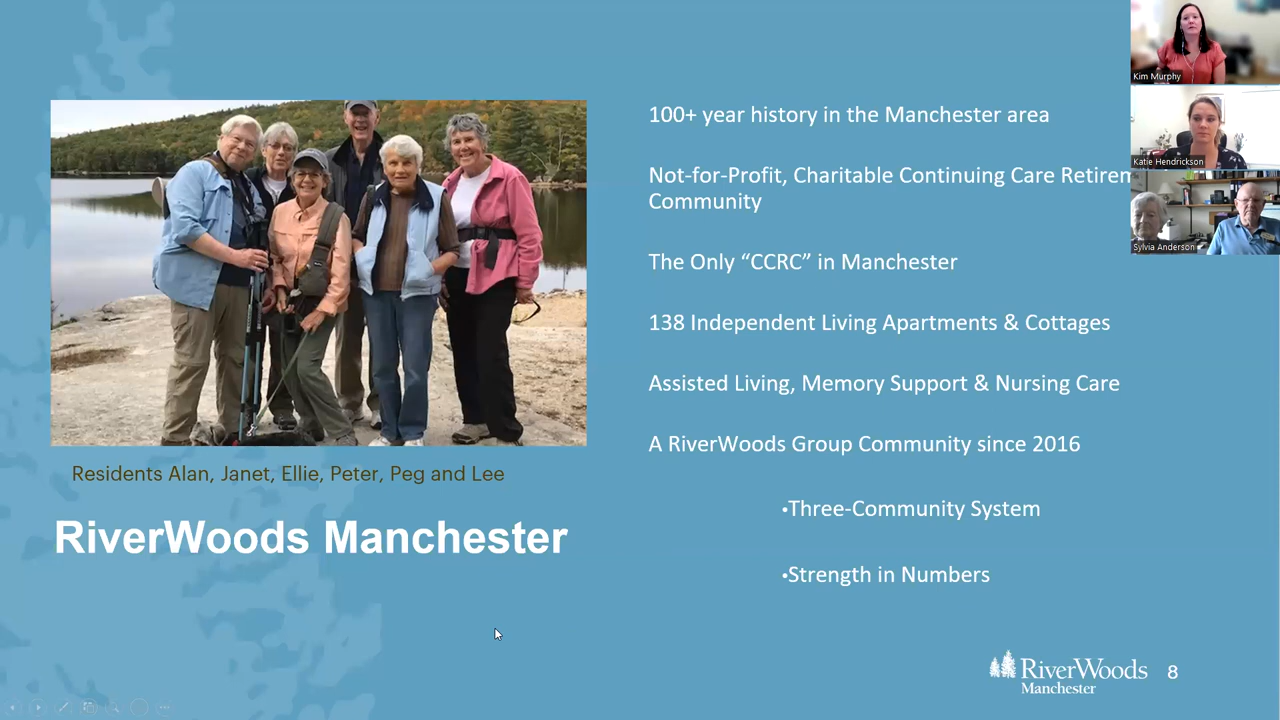 Kim Murphy
Katie Hendrickson
Sylvia Anderson
100+ year history in the Manchester area
Not-for-Profit, Charitable Continuing Care Retirem
Community
The Only “CCRC” in Manchester
138 Independent Living Apartments & Cottages
Assisted Living, Memory Support & Nursing Care
A RiverWoods Group Community since 2016
•Three-Community System
•Strength in Numbers
Residents Alan, Janet, Ellie, Peter, Peg and Lee
RiverWoods Manchester
RiverWoods
Manchester
8